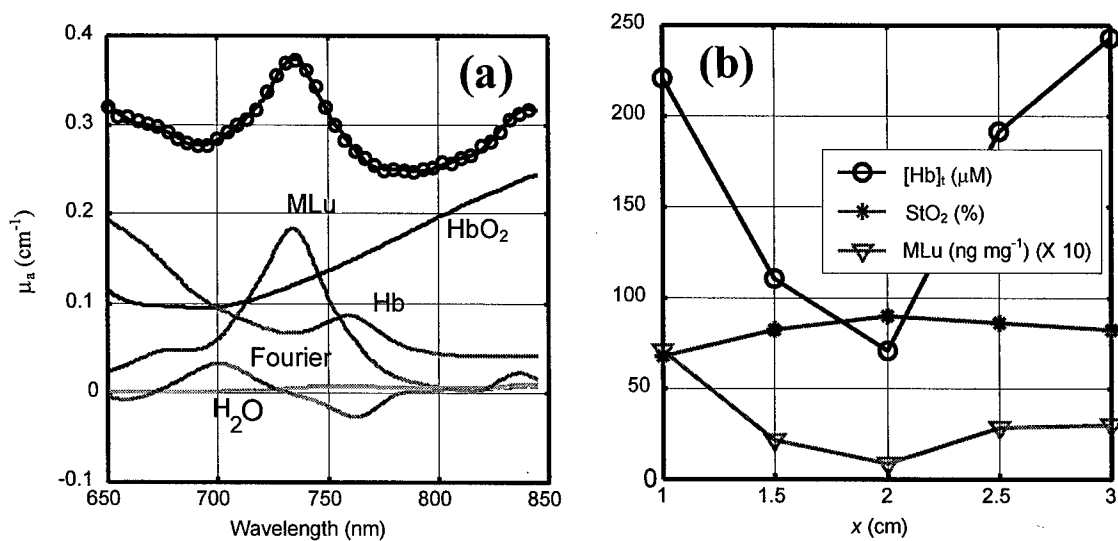 0.4
0.3
0.2
0.1
0
-0.1
μa (cm-1)
(a)
MLu
HbO2
Hb
Fourier
H2O
650
700
750
800
850
Wavelength (nm)
250
200
150
100
50
0
(b)
[Hb]t (μM)
StO2 (%)
MLu (ng mg-1) (X 10)
1
1.5
2
2.5
3
x (cm)